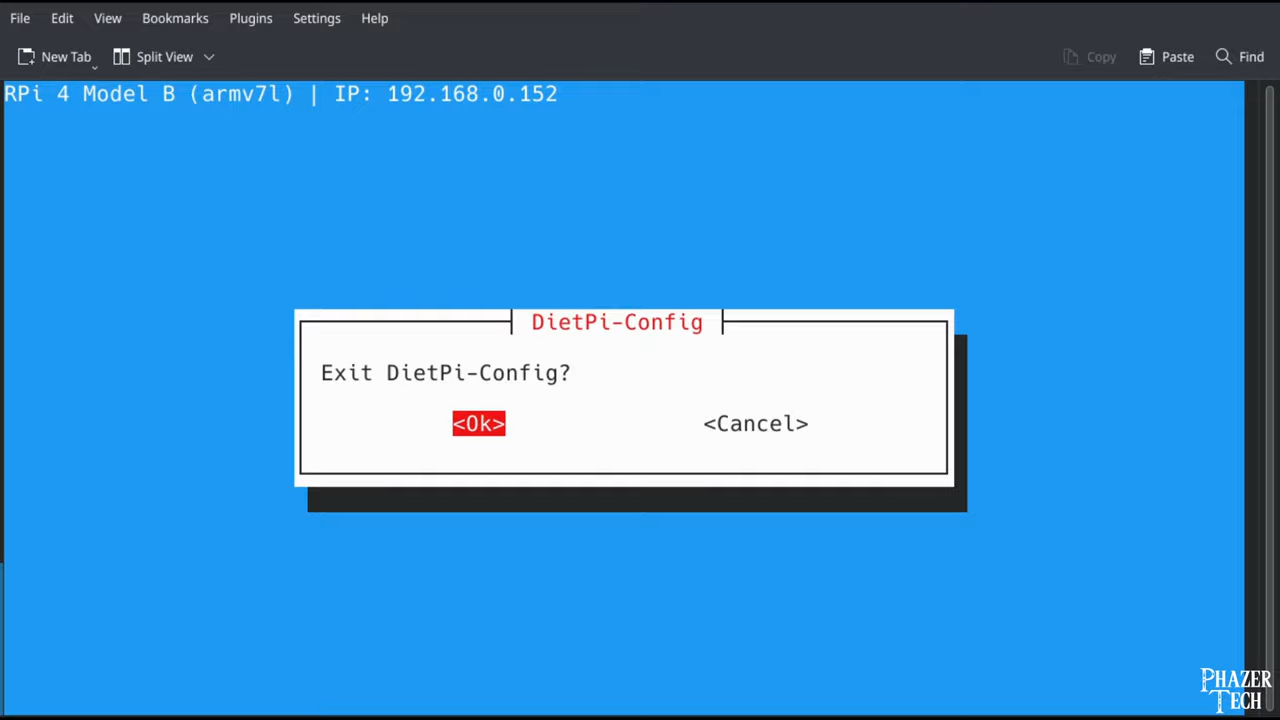 File Edit View Bookmarks Plugins Settings Help
New Tab Split View Copy Paste Find
RPi 4 Model B (armv7l) | IP: 192.168.0.152
DietPi-Config
Exit DietPi-Config?
<Ok> <Cancel>
PHAZER
TECH